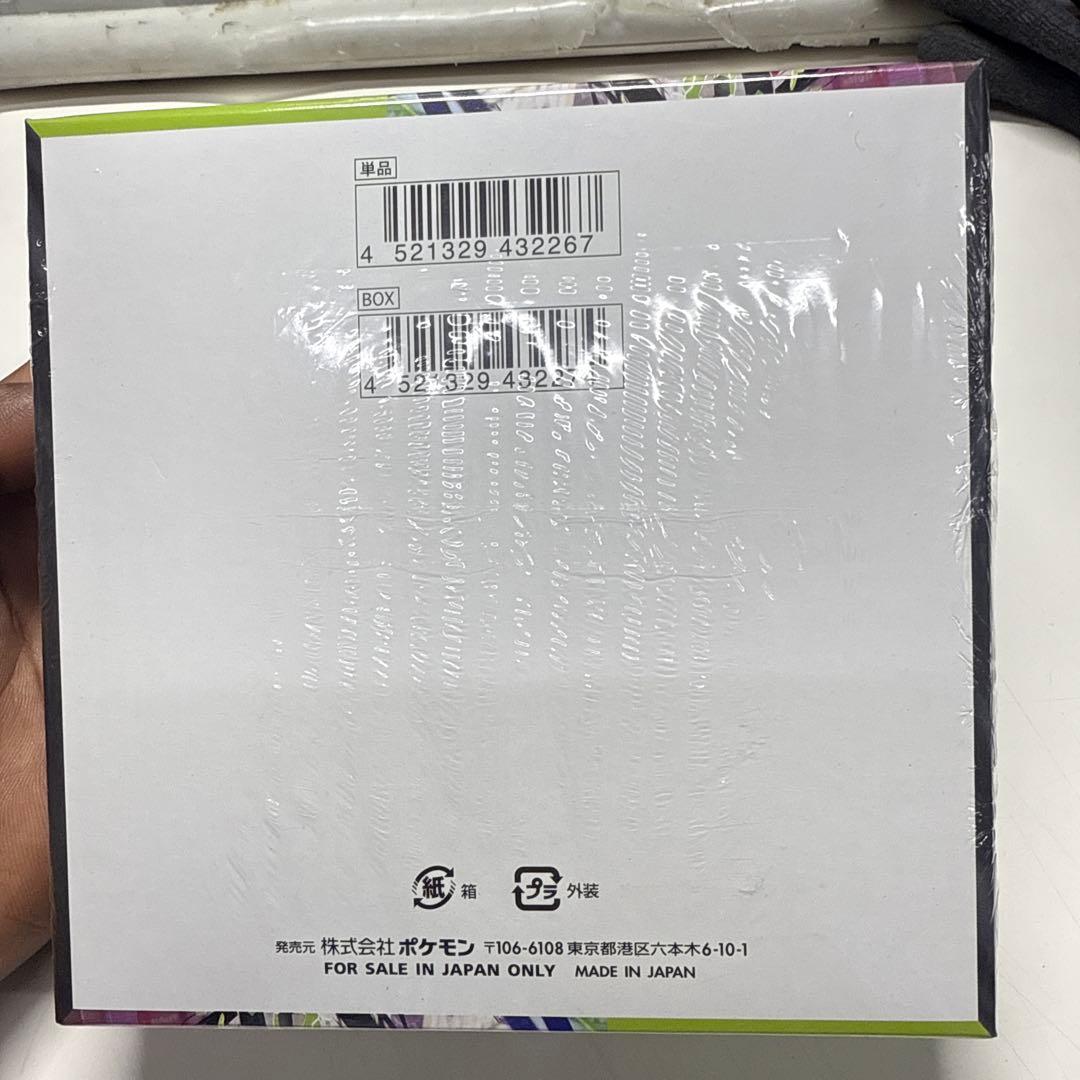 単品
4 521329 432267
BOX
4 521329
紙 箱
プラ 外装
発売元 株式会社 ポケモン 〒106-6108 東京都港区六本木6-10-1
FOR SALE IN JAPAN ONLY MADE IN JAPAN